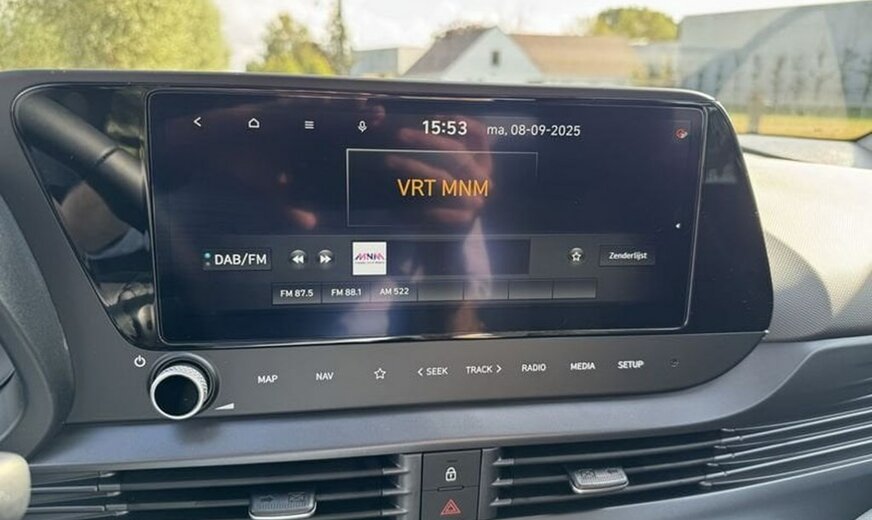 15:53 ma, 08-09-2025
VRT MNM
DAB/FM MNM Zenderlijst
FM 87.5 FM 88.1 AM 522
MAP NAV < SEEK TRACK > RADIO MEDIA SETUP